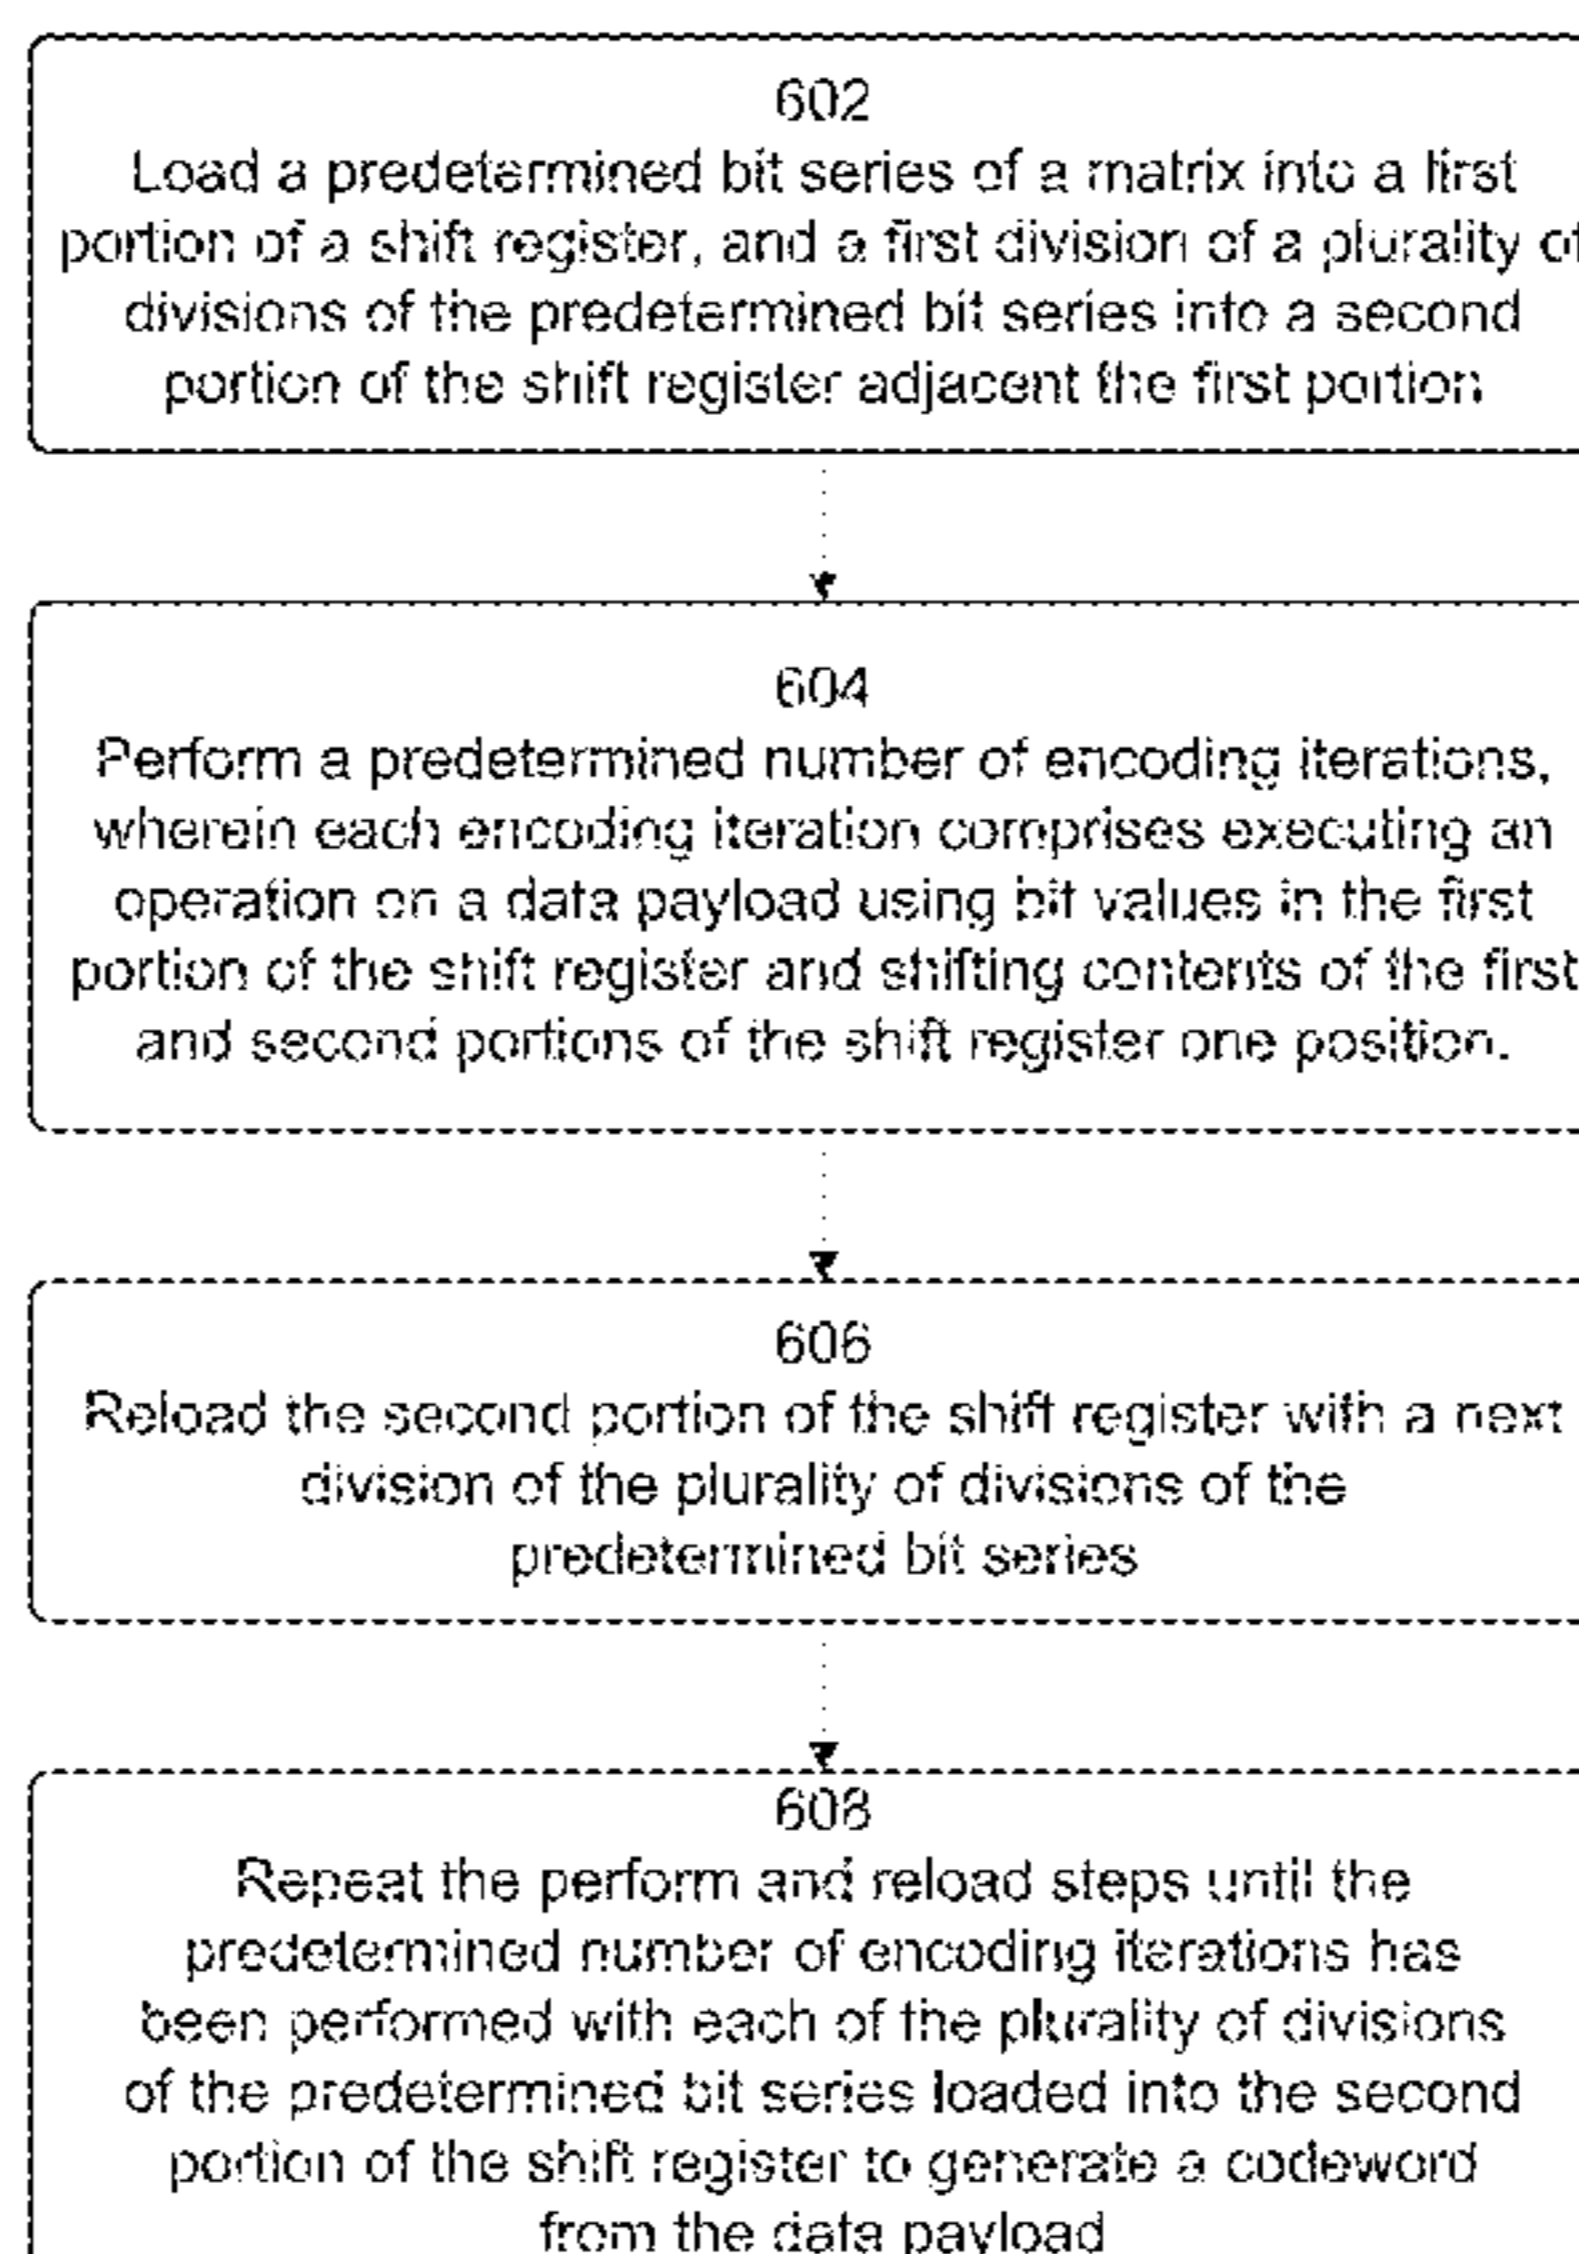 602
Load a predetermined bit series of a matrix into a first
portion of a shift register, and a first division of a plurality of
divisions of the predetermined bit series into a second
portion of the shift register adjacent the first portion
604
Perform a predetermined number of encoding iterations,
wherein each encoding iteration comprises executing an
operation on a data payload using bit values in the first
portion of the shift register and shifting contents of the first
and second portions of the shift register one position.
606
Reload the second portion of the shift register with a next
division of the plurality of divisions of the
predetermined bit series
608
Repeat the perform and reload steps until the
predetermined number of encoding iterations has
been performed with each of the plurality of divisions
of the predetermined bit series loaded into the second
portion of the shift register to generate a codeword
from the data payload